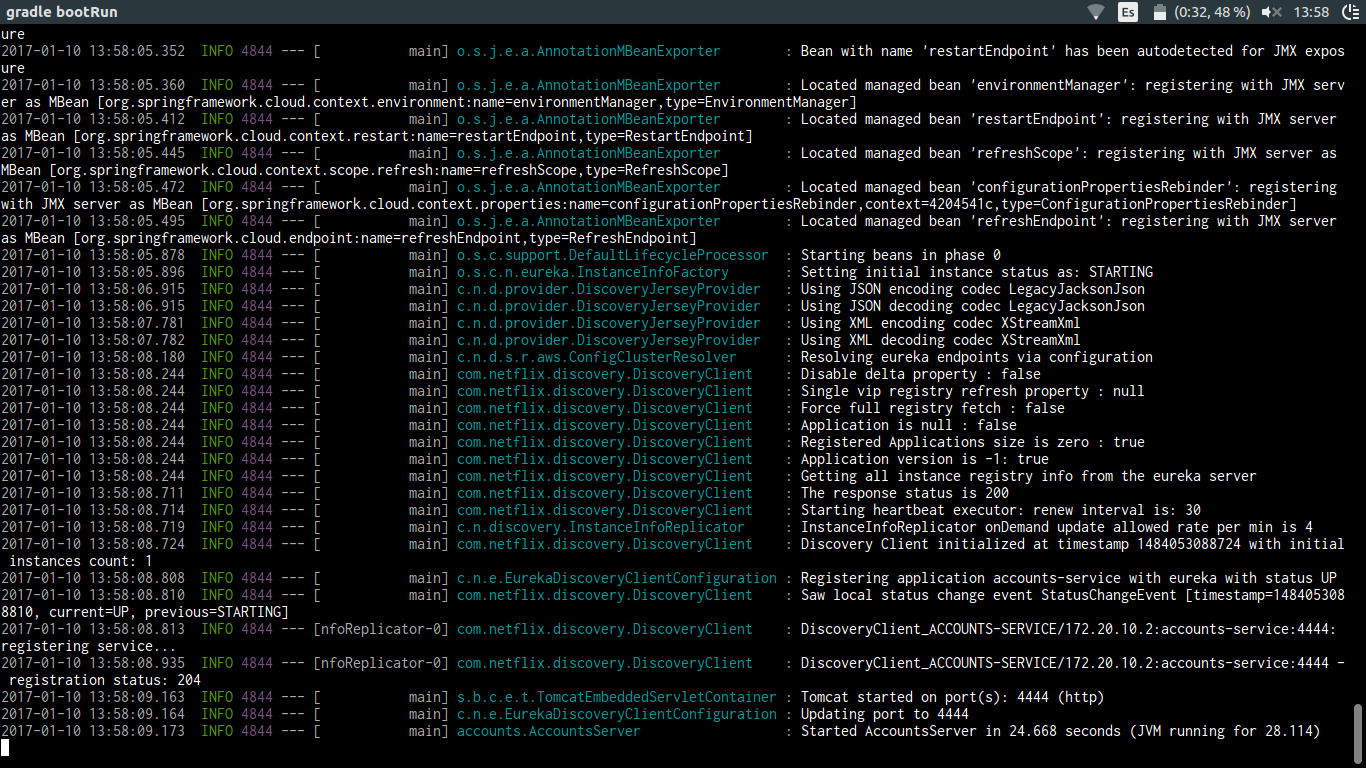 gradle bootRun
Es (0:32, 48 %) 13:58
ure
2017-01-10 13:58:05.352  INFO 4844 --- [           main] o.s.j.e.a.AnnotationMBeanExporter        : Bean with name 'restartEndpoint' has been autodetected for JMX expos
ure
2017-01-10 13:58:05.360  INFO 4844 --- [           main] o.s.j.e.a.AnnotationMBeanExporter        : Located managed bean 'environmentManager': registering with JMX serv
er as MBean [org.springframework.cloud.context.environment:name=environmentManager,type=EnvironmentManager]
2017-01-10 13:58:05.412  INFO 4844 --- [           main] o.s.j.e.a.AnnotationMBeanExporter        : Located managed bean 'restartEndpoint': registering with JMX server
as MBean [org.springframework.cloud.context.restart:name=restartEndpoint,type=RestartEndpoint]
2017-01-10 13:58:05.445  INFO 4844 --- [           main] o.s.j.e.a.AnnotationMBeanExporter        : Located managed bean 'refreshScope': registering with JMX server as
MBean [org.springframework.cloud.context.scope.refresh:name=refreshScope,type=RefreshScope]
2017-01-10 13:58:05.472  INFO 4844 --- [           main] o.s.j.e.a.AnnotationMBeanExporter        : Located managed bean 'configurationPropertiesRebinder': registering
with JMX server as MBean [org.springframework.cloud.context.properties:name=configurationPropertiesRebinder,context=4204541c,type=ConfigurationPropertiesRebinder]
2017-01-10 13:58:05.495  INFO 4844 --- [           main] o.s.j.e.a.AnnotationMBeanExporter        : Located managed bean 'refreshEndpoint': registering with JMX server
as MBean [org.springframework.cloud.endpoint:name=refreshEndpoint,type=RefreshEndpoint]
2017-01-10 13:58:05.878  INFO 4844 --- [           main] o.s.c.support.DefaultLifecycleProcessor  : Starting beans in phase 0
2017-01-10 13:58:05.896  INFO 4844 --- [           main] o.s.c.n.eureka.InstanceInfoFactory       : Setting initial instance status as: STARTING
2017-01-10 13:58:06.915  INFO 4844 --- [           main] c.n.d.provider.DiscoveryJerseyProvider   : Using JSON encoding codec LegacyJacksonJson
2017-01-10 13:58:06.915  INFO 4844 --- [           main] c.n.d.provider.DiscoveryJerseyProvider   : Using JSON decoding codec LegacyJacksonJson
2017-01-10 13:58:07.781  INFO 4844 --- [           main] c.n.d.provider.DiscoveryJerseyProvider   : Using XML encoding codec XStreamXml
2017-01-10 13:58:07.782  INFO 4844 --- [           main] c.n.d.provider.DiscoveryJerseyProvider   : Using XML decoding codec XStreamXml
2017-01-10 13:58:08.180  INFO 4844 --- [           main] c.n.d.s.r.aws.ConfigClusterResolver      : Resolving eureka endpoints via configuration
2017-01-10 13:58:08.244  INFO 4844 --- [           main] com.netflix.discovery.DiscoveryClient    : Disable delta property : false
2017-01-10 13:58:08.244  INFO 4844 --- [           main] com.netflix.discovery.DiscoveryClient    : Single vip registry refresh property : null
2017-01-10 13:58:08.244  INFO 4844 --- [           main] com.netflix.discovery.DiscoveryClient    : Force full registry fetch : false
2017-01-10 13:58:08.244  INFO 4844 --- [           main] com.netflix.discovery.DiscoveryClient    : Application is null : false
2017-01-10 13:58:08.244  INFO 4844 --- [           main] com.netflix.discovery.DiscoveryClient    : Registered Applications size is zero : true
2017-01-10 13:58:08.244  INFO 4844 --- [           main] com.netflix.discovery.DiscoveryClient    : Application version is -1: true
2017-01-10 13:58:08.244  INFO 4844 --- [           main] com.netflix.discovery.DiscoveryClient    : Getting all instance registry info from the eureka server
2017-01-10 13:58:08.711  INFO 4844 --- [           main] com.netflix.discovery.DiscoveryClient    : The response status is 200
2017-01-10 13:58:08.714  INFO 4844 --- [           main] com.netflix.discovery.DiscoveryClient    : Starting heartbeat executor: renew interval is: 30
2017-01-10 13:58:08.719  INFO 4844 --- [           main] c.n.discovery.InstanceInfoReplicator     : InstanceInfoReplicator onDemand update allowed rate per min is 4
2017-01-10 13:58:08.724  INFO 4844 --- [           main] com.netflix.discovery.DiscoveryClient    : Discovery Client initialized at timestamp 1484053088724 with initial
 instances count: 1
2017-01-10 13:58:08.808  INFO 4844 --- [           main] c.n.e.EurekaDiscoveryClientConfiguration : Registering application accounts-service with eureka with status UP
2017-01-10 13:58:08.810  INFO 4844 --- [           main] com.netflix.discovery.DiscoveryClient    : Saw local status change event StatusChangeEvent [timestamp=148405308
8810, current=UP, previous=STARTING]
2017-01-10 13:58:08.813  INFO 4844 --- [nfoReplicator-0] com.netflix.discovery.DiscoveryClient    : DiscoveryClient_ACCOUNTS-SERVICE/172.20.10.2:accounts-service:4444:
registering service...
2017-01-10 13:58:08.935  INFO 4844 --- [nfoReplicator-0] com.netflix.discovery.DiscoveryClient    : DiscoveryClient_ACCOUNTS-SERVICE/172.20.10.2:accounts-service:4444 -
 registration status: 204
2017-01-10 13:58:09.163  INFO 4844 --- [           main] s.b.c.e.t.TomcatEmbeddedServletContainer : Tomcat started on port(s): 4444 (http)
2017-01-10 13:58:09.164  INFO 4844 --- [           main] c.n.e.EurekaDiscoveryClientConfiguration : Updating port to 4444
2017-01-10 13:58:09.173  INFO 4844 --- [           main] accounts.AccountsServer                  : Started AccountsServer in 24.668 seconds (JVM running for 28.114)